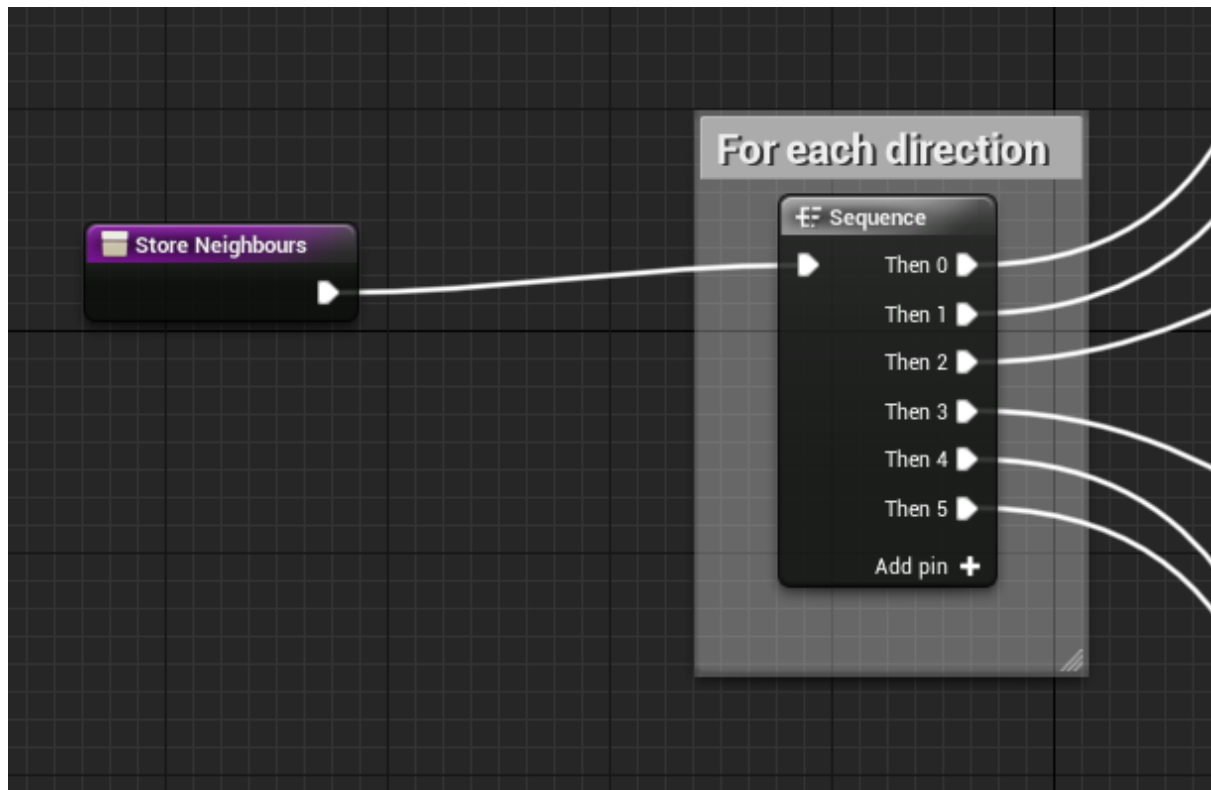 For each direction
Store Neighbours
Sequence
Then 0
Then 1
Then 2
Then 3
Then 4
Then 5
Add pin